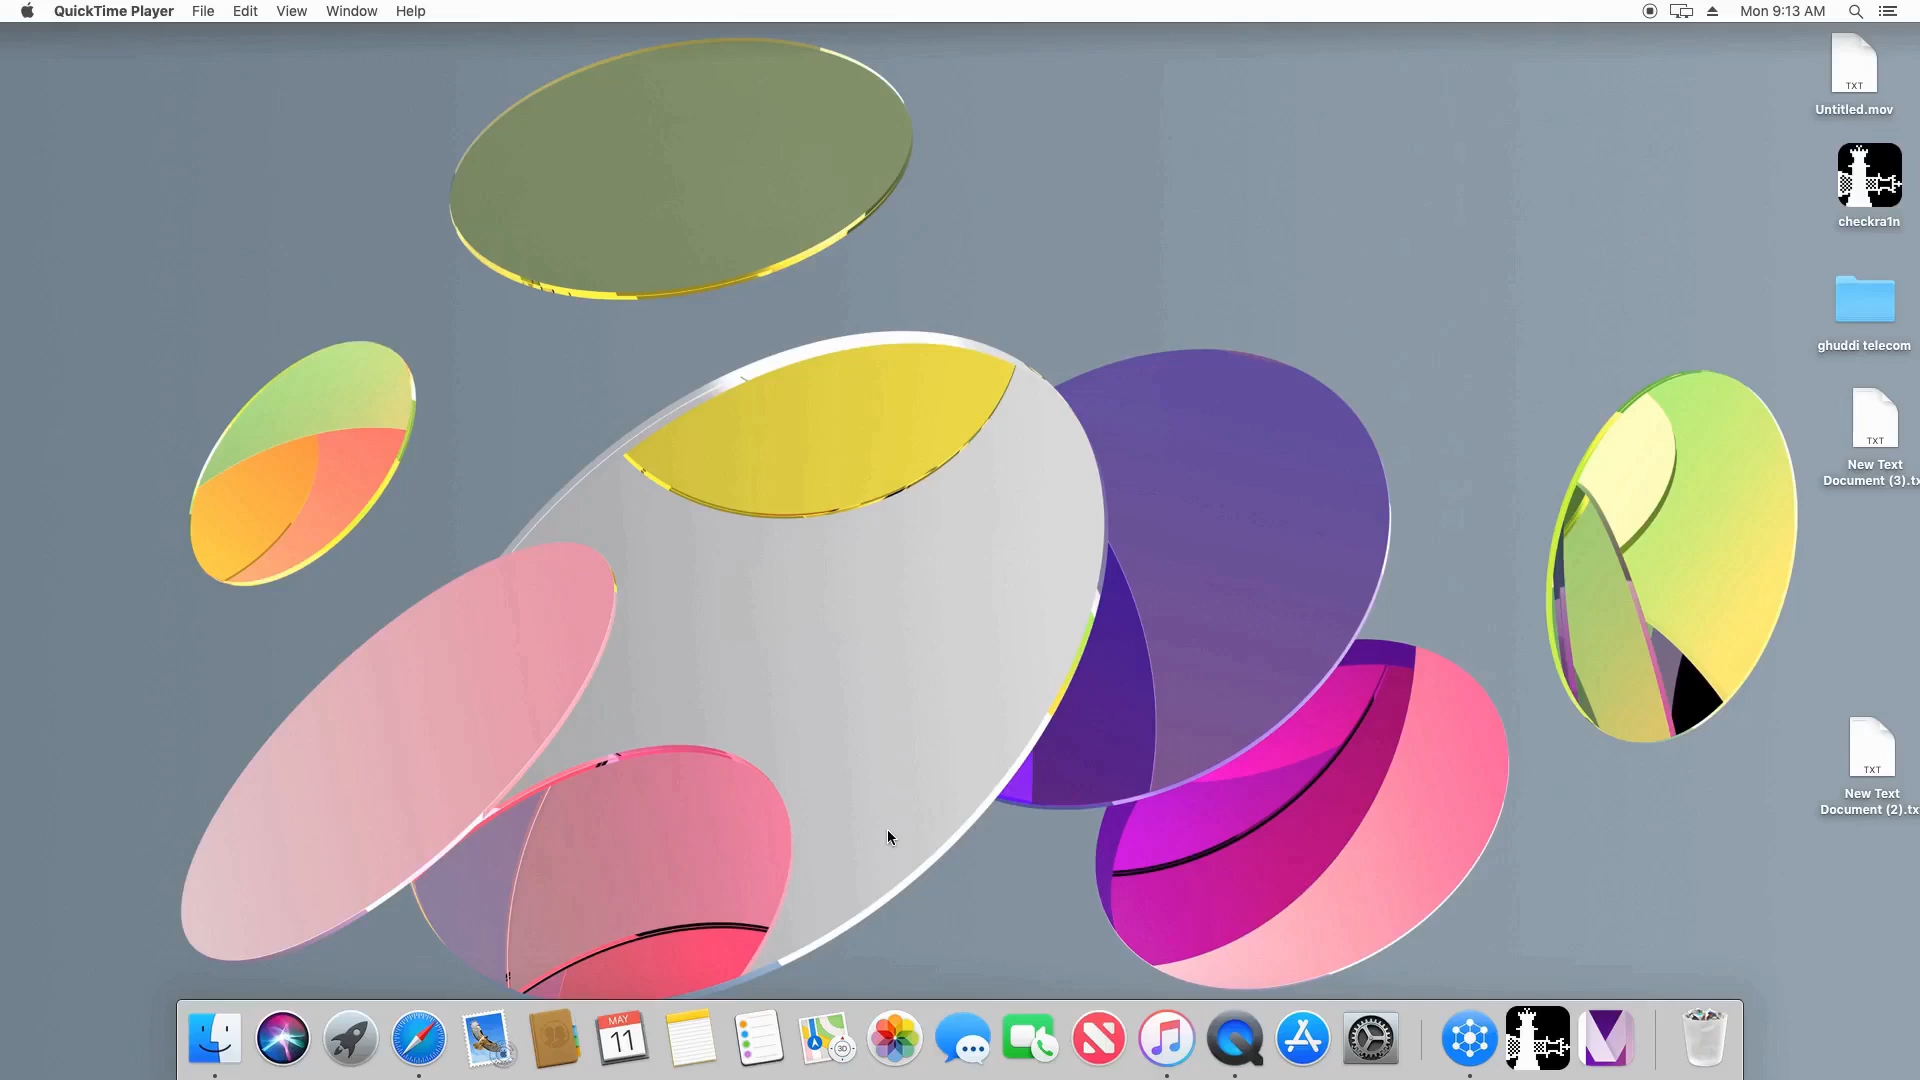 QuickTime Player File Edit View Window Help Mon 9:13 AM
TXT
Untitled.mov
checkra1n
ghuddi telecom
TXT
New Text
Document (3).tx
TXT
New Text
Document (2).tx
MAY
11
3D